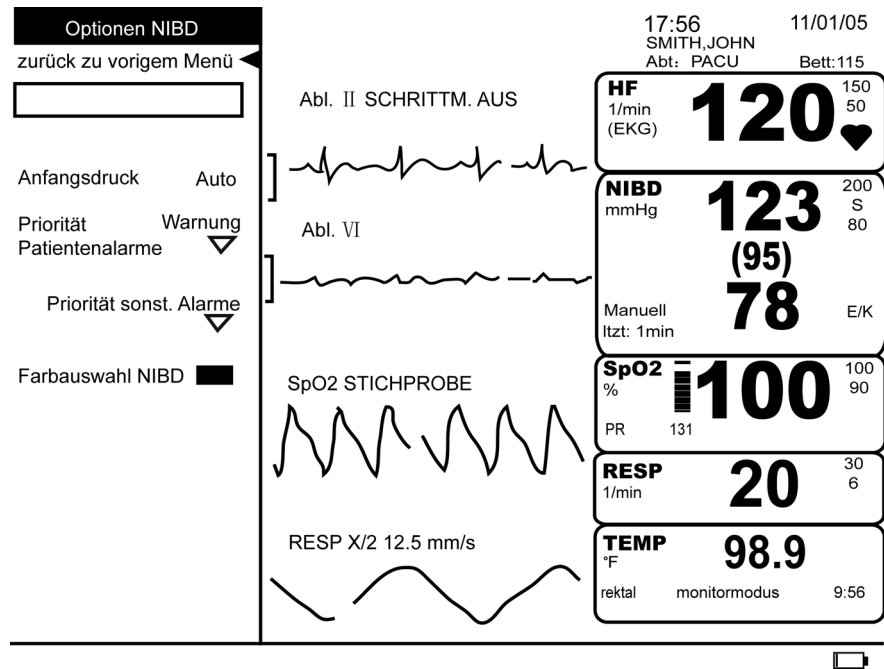 Optionen NIBD
zurück zu vorigem Menü
Anfangsdruck Auto
Priorität Warnung
Patientenalarme
Priorität sonst. Alarme
Farbauswahl NIBD
17:56 11/01/05
SMITH,JOHN
Abt: PACU Bett:115
Abl. II SCHRITTM. AUS
Abl. VI
SpO2 STICHPROBE
RESP X/2 12.5 mm/s
HF 120 150
1/min 50
(EKG)
NIBD 123 200
mmHg S
80
(95)
Manuell 78 E/K
ltzt: 1min
SpO2 100 100
% 90
PR 131
RESP 20 30
1/min 6
TEMP 98.9
°F
rektal monitormodus 9:56